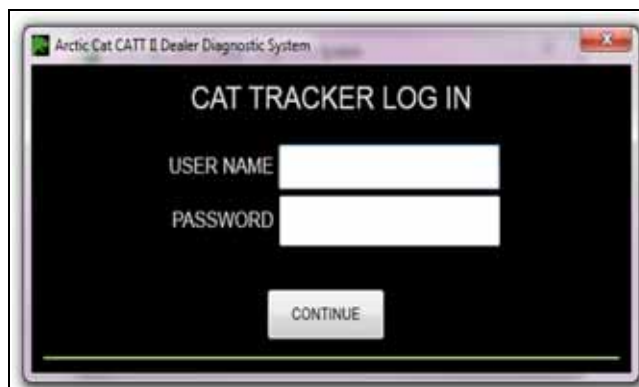 Arctic Cat CATT II Dealer Diagnostic System
CAT TRACKER LOG IN
USER NAME
PASSWORD
CONTINUE